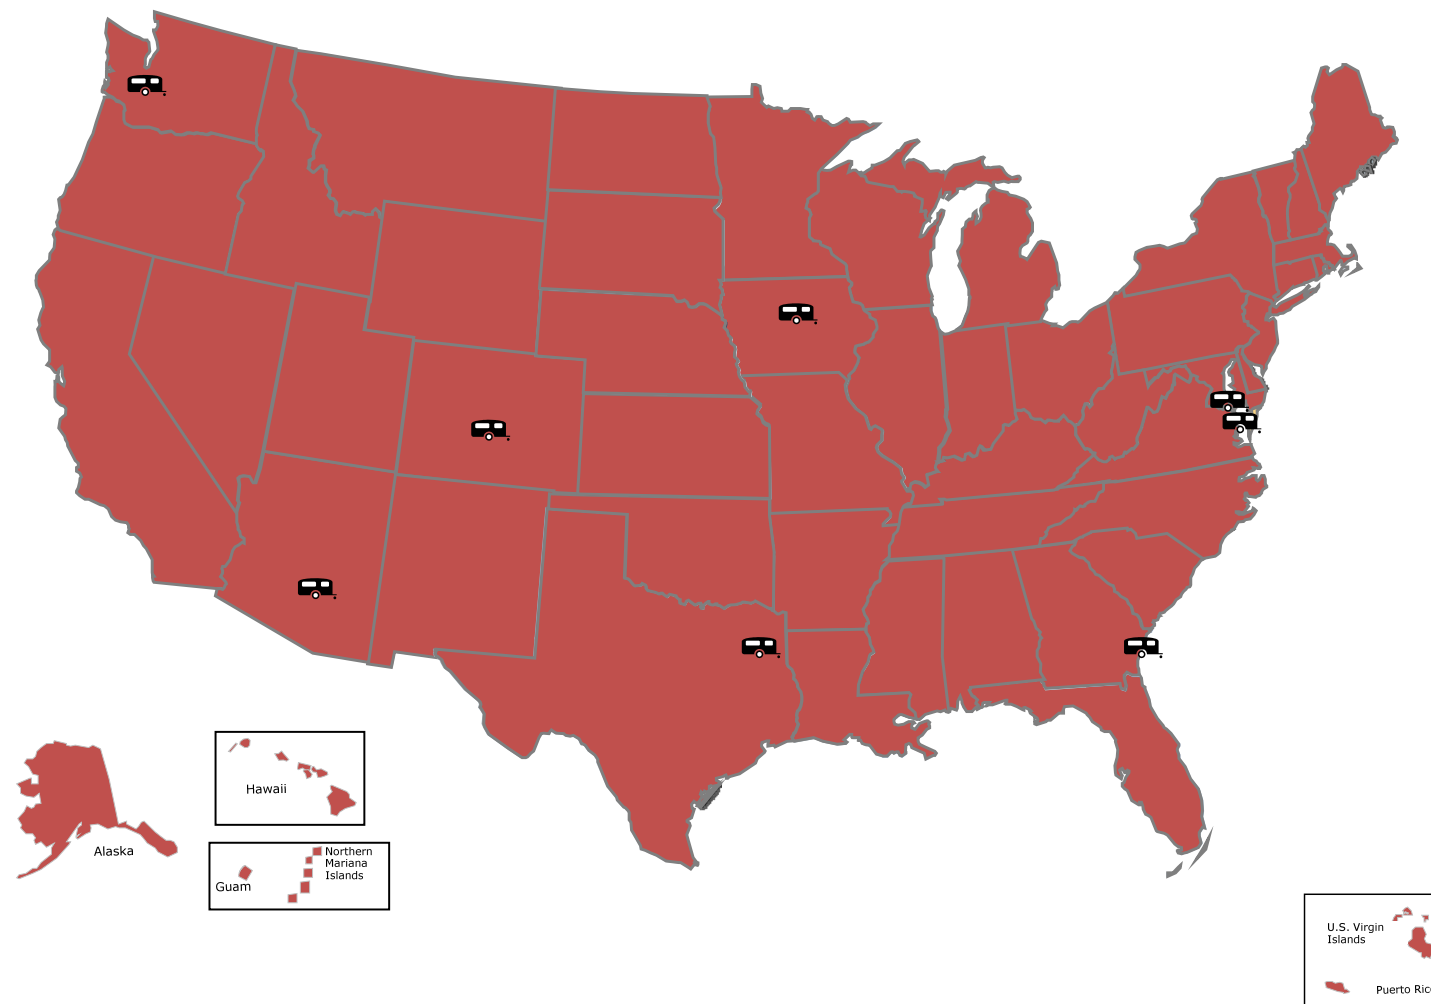 Hawaii
Alaska
Northern
Mariana
Islands
Guam
U.S. Virgin
Islands